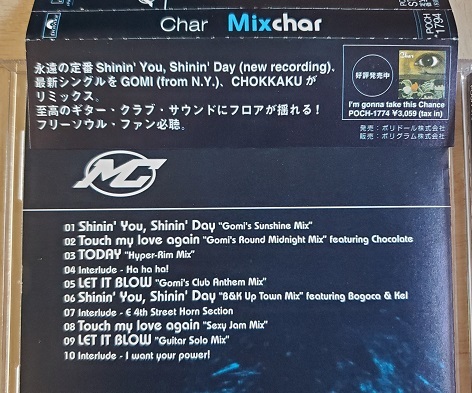 POCH
1794
Char Mixchar
永遠の定番 Shinin' You, Shinin' Day (new recording)、
最新シングルを GOMI (from N.Y.)、CHOKKAKU が
リミックス。
至高のギター・クラブ・サウンドにフロアが揺れる!
フリーソウル・ファン必聴。
好評発売中
I'm gonna take this Chance
POCH-1774 ¥3,059 (tax in)
発売:ポリドール株式会社
販売:ポリグラム株式会社
MC
01 Shinin' You, Shinin' Day "Gomi's Sunshine Mix"
02 Touch my love again "Gomi's Round Midnight Mix" featuring Chocolate
03 TODAY "Hyper-Rim Mix"
04 Interlude - Ha ha ha!
05 LET IT BLOW "Gomi's Club Anthem Mix"
06 Shinin' You, Shinin' Day "B&K Up Town Mix" featuring Bagoca & Kel
07 Interlude - E 4th Street Horn Section
08 Touch my love again "Sexy Jam Mix"
09 LET IT BLOW "Guitar Solo Mix"
10 Interlude - I want your power!